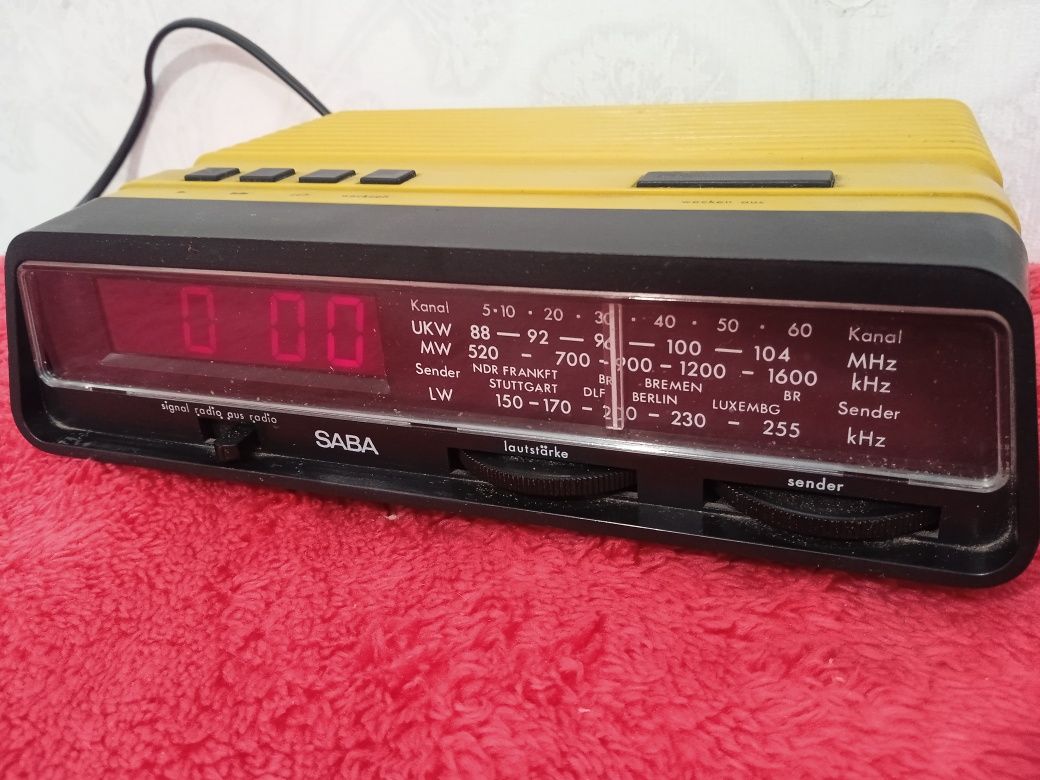 wecken aus
0 00
Kanal 5·10 · 20 · 30 · 40 · 50 · 60 Kanal
UKW 88 — 92 — 96 — 100 — 104 MHz
MW 520 - 700 - 900 - 1200 - 1600 kHz
Sender NDR FRANKFT BR BREMEN BR Sender
STUTTGART DLF BERLIN LUXEMBG
LW 150 - 170 - 200 - 230 - 255 kHz
signal radio aus radio
SABA
lautstärke
sender